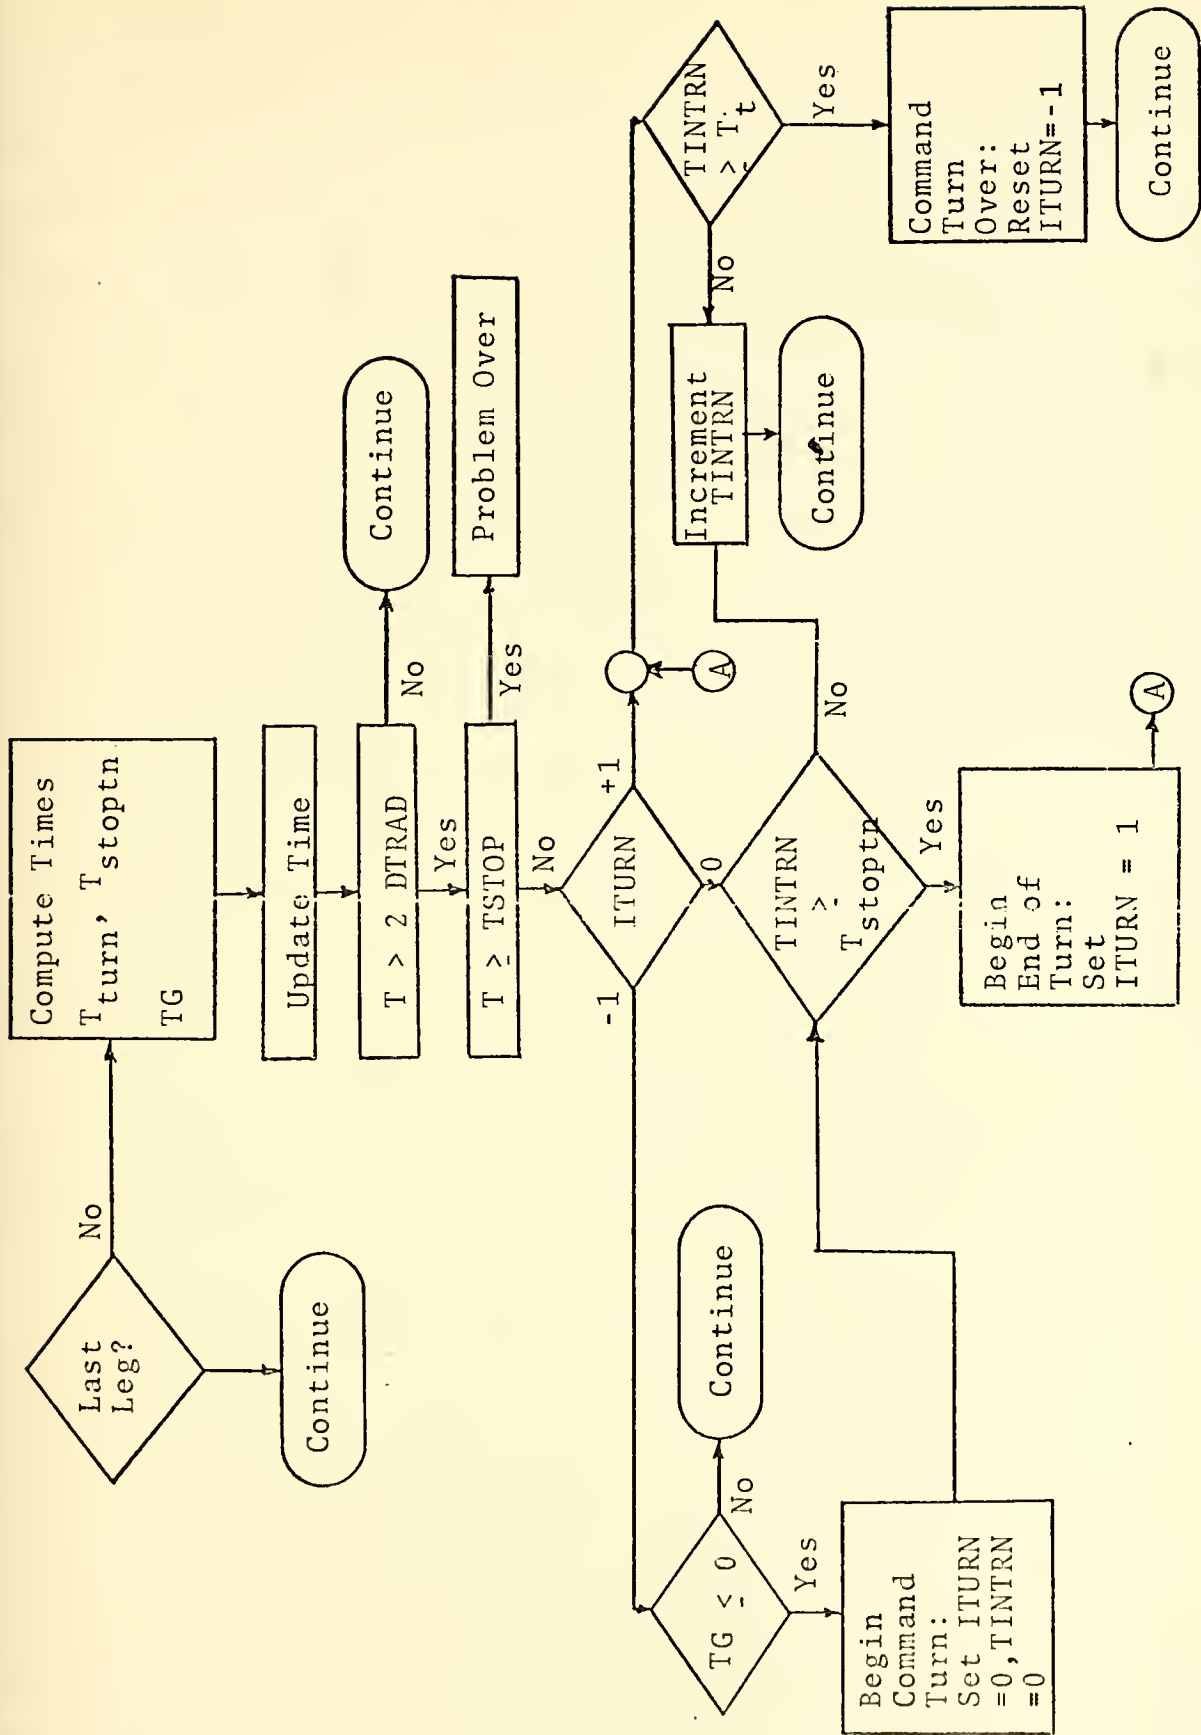 Last
Leg?
No
Continue
Compute Times
Tturn, Tstoptn
TG
Update Time
T > 2 DTRAD
No
Continue
Yes
T ≥ TSTOP
Yes
Problem Over
No
ITURN
-1
0
+1
A
TG ≤ 0
No
Continue
Yes
Begin
Command
Turn:
Set ITURN
=0,TINTRN
=0
TINTRN
≥
Tstoptn
No
Yes
Begin
End of
Turn:
Set
ITURN = 1
A
Increment
TINTRN
Continue
TINTRN
≥ Tt
No
Yes
Command
Turn
Over:
Reset
ITURN=-1
Continue